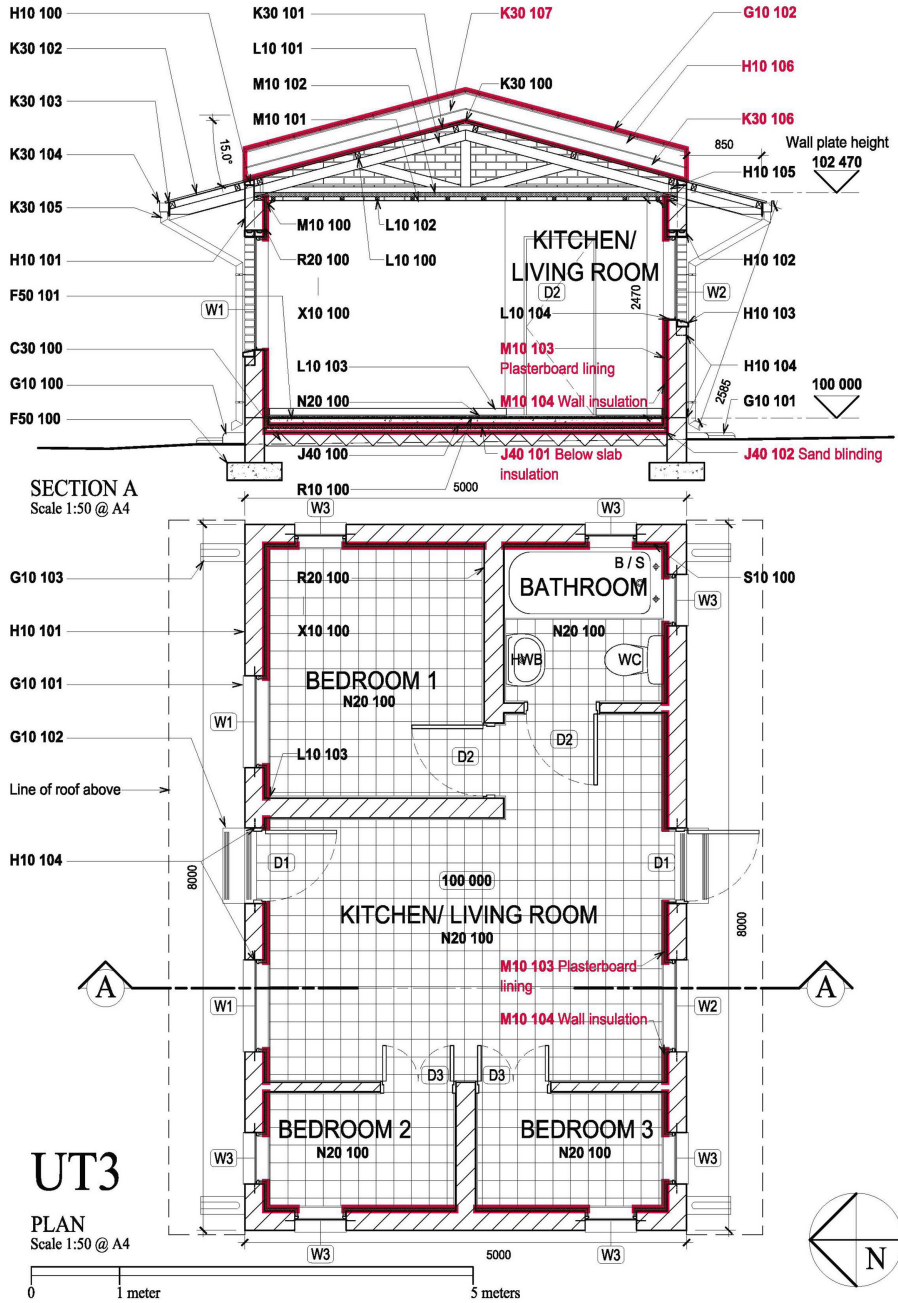 H10 100
K30 102
K30 103
K30 104
K30 105
H10 101
F50 101
C30 100
G10 100
F50 100
K30 101
L10 101
M10 102
M10 101
15.0°
K30 107
K30 100
G10 102
H10 106
K30 106
850
Wall plate height
102 470
H10 105
M10 100
L10 102
R20 100
L10 100
KITCHEN/
LIVING ROOM
H10 102
W1
D2
2470
W2
X10 100
L10 104
H10 103
L10 103
M10 103
Plasterboard lining
H10 104
N20 100
M10 104 Wall insulation
2585
G10 101
100 000
J40 100
J40 101 Below slab
insulation
J40 102 Sand blinding
R10 100
SECTION A
Scale 1:50 @ A4
5000
W3
W3
G10 103
R20 100
B / S
BATHROOM
S10 100
W3
H10 101
X10 100
N20 100
HWB
WC
G10 101
BEDROOM 1
N20 100
W1
G10 102
D2
D2
L10 103
Line of roof above
H10 104
8000
D1
D1
100 000
KITCHEN/ LIVING ROOM
N20 100
8000
M10 103 Plasterboard
lining
A
A
W1
W2
M10 104 Wall insulation
D3
D3
BEDROOM 2
N20 100
BEDROOM 3
N20 100
W3
W3
UT3
PLAN
Scale 1:50 @ A4
W3
5000
W3
N
0
1 meter
5 meters